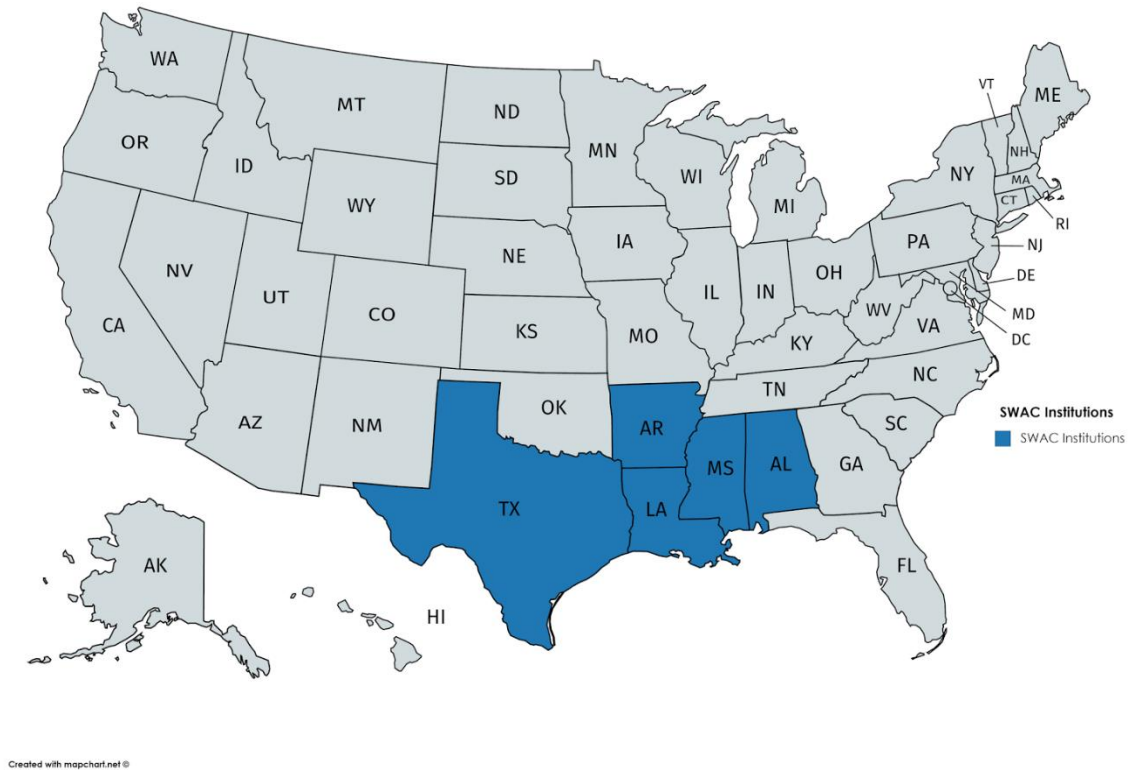 WA
MT
ND
MN
VT
ME
OR
ID
SD
WI
NH
NY
MA
WY
MI
CT
RI
IA
PA
NJ
NE
NV
OH
DE
UT
IL
IN
CO
WV
MD
CA
KS
MO
VA
DC
KY
NC
TN
OK
SWAC Institutions
AZ
NM
AR
SC
SWAC Institutions
MS
AL
GA
TX
LA
AK
FL
HI
Created with mapchart.net ©